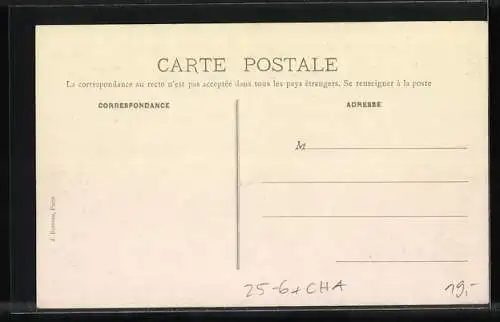 CARTE POSTALE
La correspondance au recto n'est pas acceptée dans tous les pays étrangers. Se renseigner à la poste
CORRESPONDANCE
ADRESSE
M
Paris
25-6+CHA
19,-